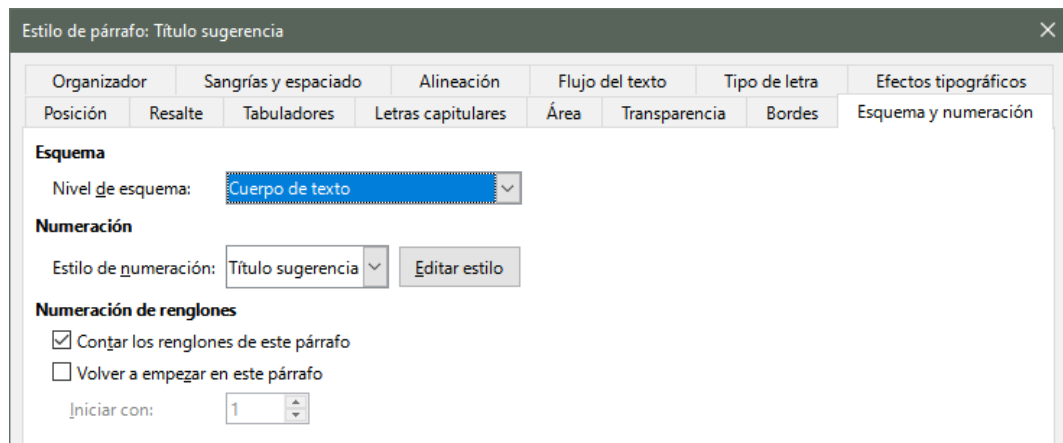 Estilo de párrafo: Título sugerencia
Organizador Sangrías y espaciado Alineación Flujo del texto Tipo de letra Efectos tipográficos
Posición Resalte Tabuladores Letras capitulares Área Transparencia Bordes Esquema y numeración
Esquema
Nivel de esquema: Cuerpo de texto
Numeración
Estilo de numeración: Título sugerencia Editar estilo
Numeración de renglones
Contar los renglones de este párrafo
Volver a empezar en este párrafo
Iniciar con: 1